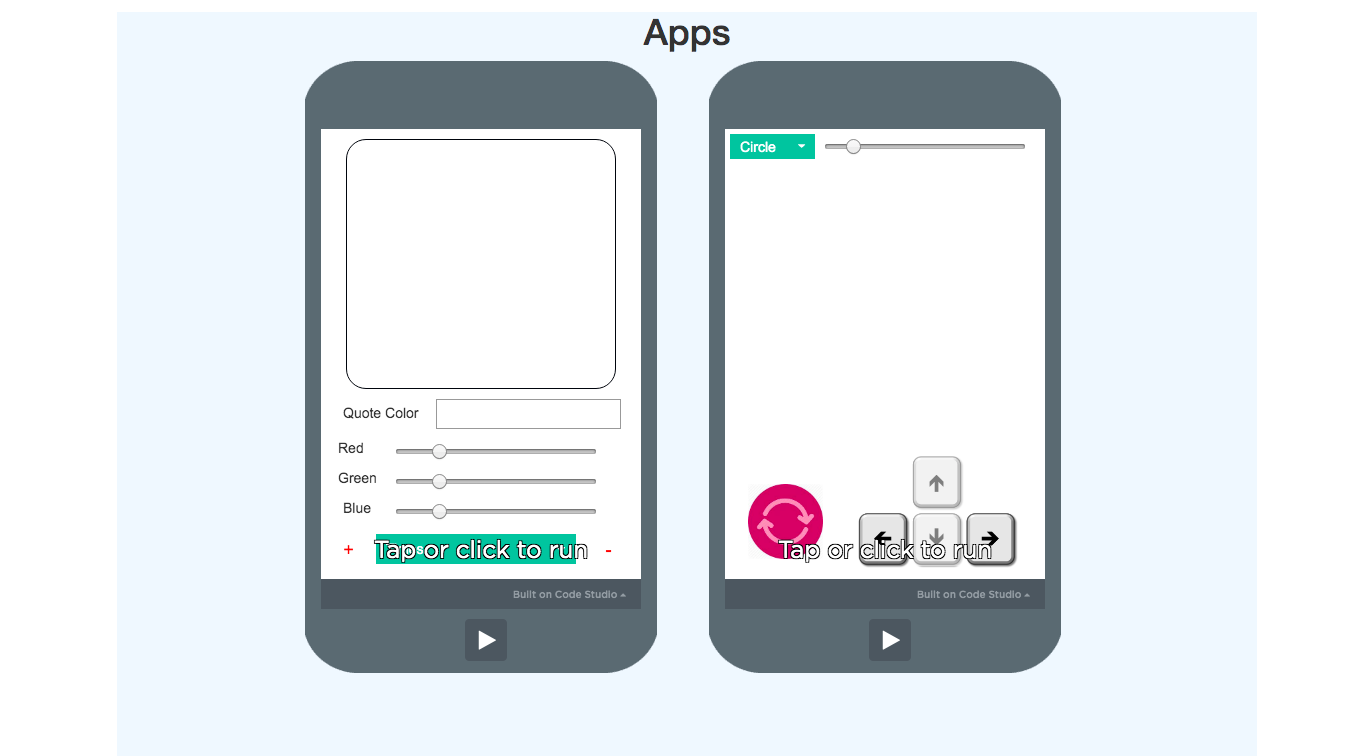 Apps
Quote Color
Red
Green
Blue
+
Tap or click to run
-
Built on Code Studio
Circle
Tap or click to run
Built on Code Studio